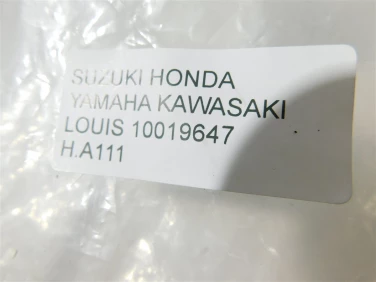 SUZUKI HONDA
YAMAHA KAWASAKI
LOUIS 10019647
H.A111